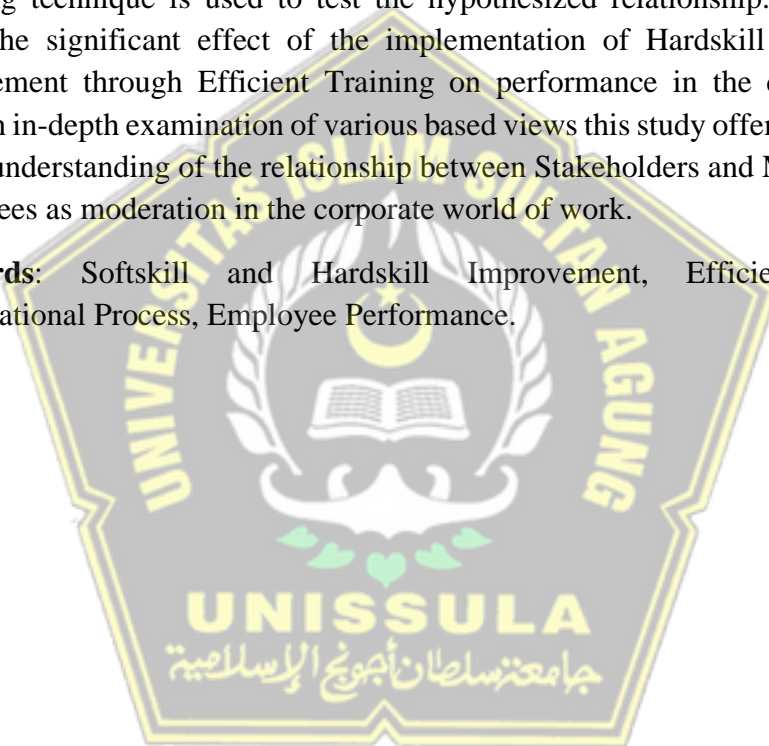 g technique is used to test the hypothesized relationship.
he significant effect of the implementation of Hardskill
ement through Efficient Training on performance in the
n in-depth examination of various based views this study offer
understanding of the relationship between Stakeholders and M
ees as moderation in the corporate world of work.
rds: Softskill and Hardskill Improvement, Efficie
ational Process, Employee Performance.
UNIVERSITAS ISLAM SULTAN AGUNG
UNISSULA
جامعتسلطان أجونج الإسلامية